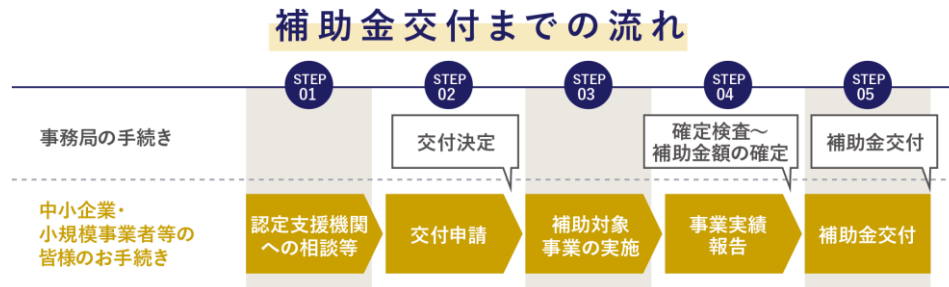 補助金交付までの流れ
STEP
01
STEP
02
STEP
03
STEP
04
STEP
05
事務局の手続き
交付決定
確定検査～
補助金額の確定
補助金交付
中小企業・
小規模事業者等の
皆様のお手続き
認定支援機関
への相談等
交付申請
補助対象
事業の実施
事業実績
報告
補助金交付